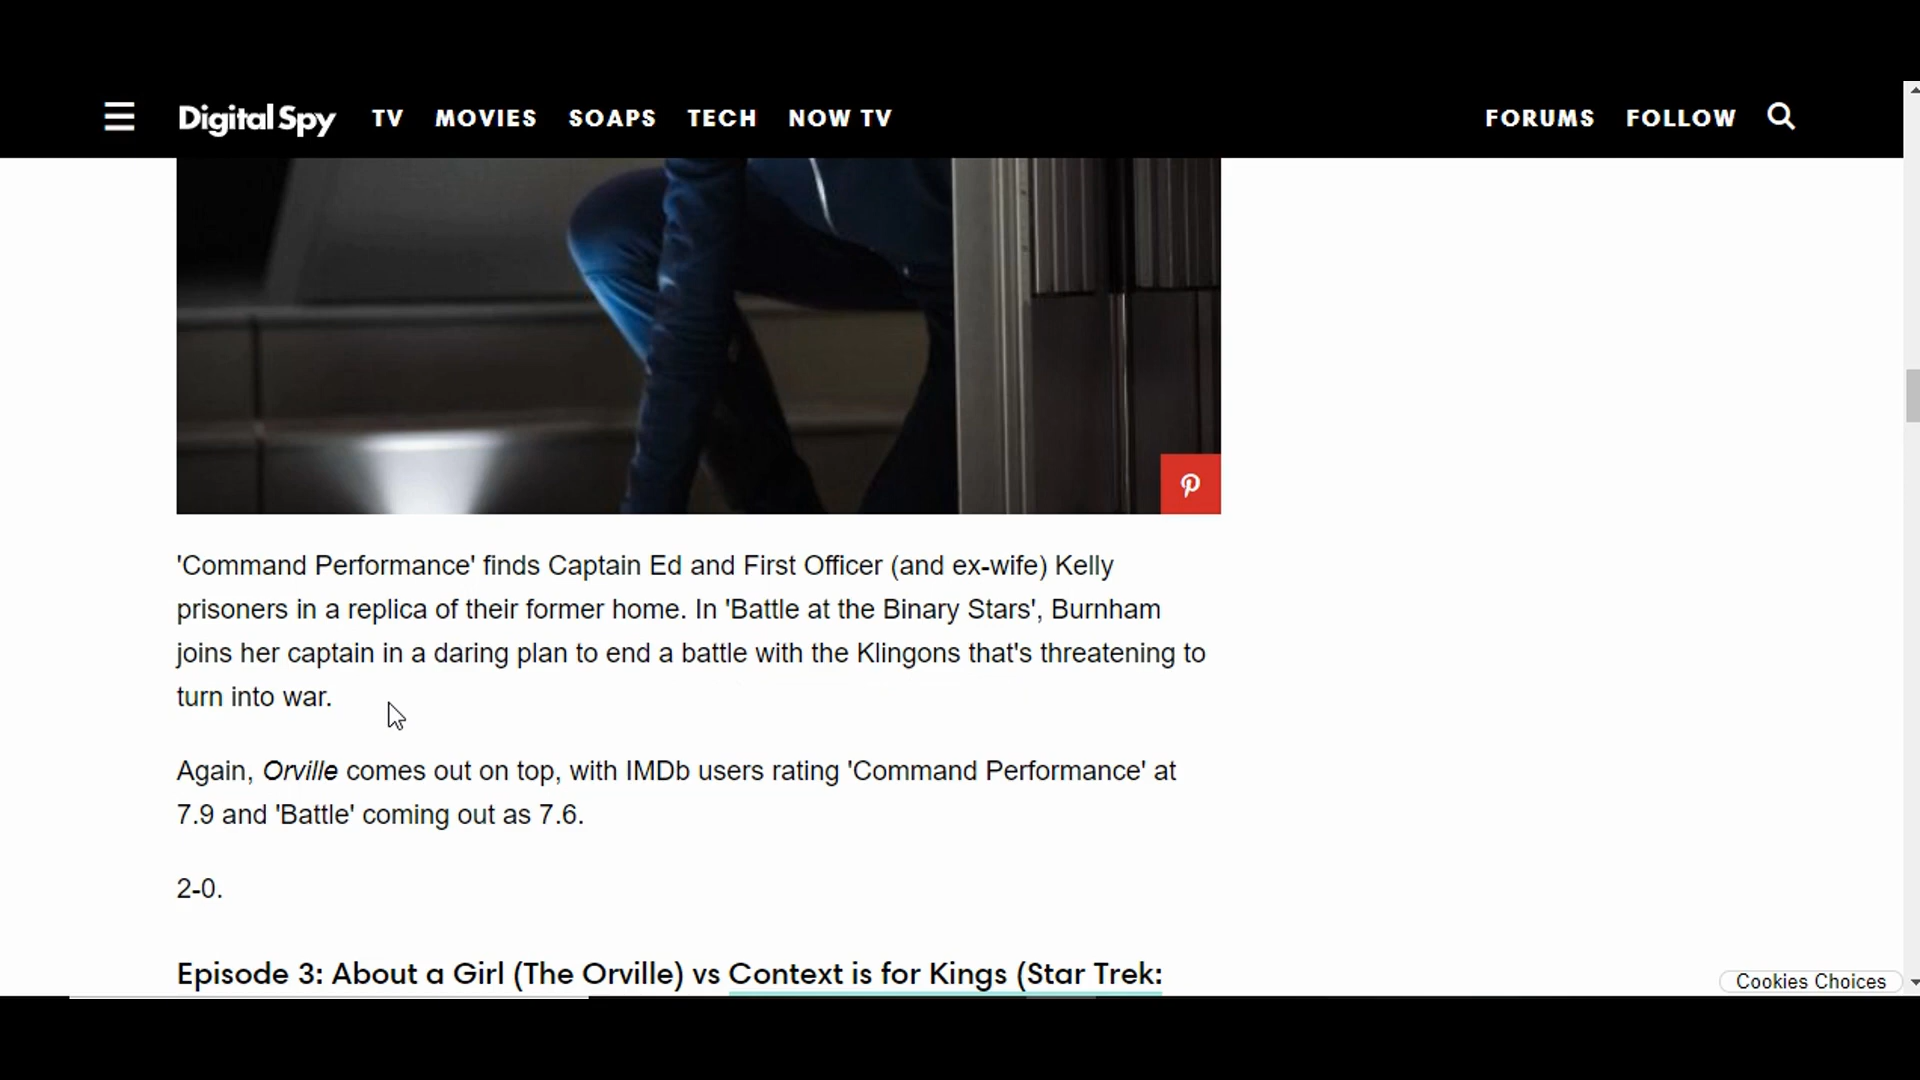 Digital Spy TV MOVIES SOAPS TECH NOW TV FORUMS FOLLOW
'Command Performance' finds Captain Ed and First Officer (and ex-wife) Kelly
prisoners in a replica of their former home. In 'Battle at the Binary Stars', Burnham
joins her captain in a daring plan to end a battle with the Klingons that's threatening to
turn into war.
Again, Orville comes out on top, with IMDb users rating 'Command Performance' at
7.9 and 'Battle' coming out as 7.6.
2-0.
Episode 3: About a Girl (The Orville) vs Context is for Kings (Star Trek:
Cookies Choices